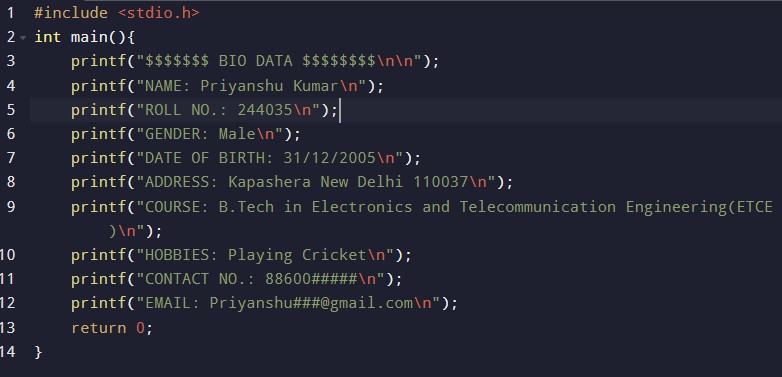 1 #include <stdio.h>
2 int main(){
3 printf("$$$$$$$ BIO DATA $$$$$$$$\n\n");
4 printf("NAME: Priyanshu Kumar\n");
5 printf("ROLL NO.: 244035\n");
6 printf("GENDER: Male\n");
7 printf("DATE OF BIRTH: 31/12/2005\n");
8 printf("ADDRESS: Kapashera New Delhi 110037\n");
9 printf("COURSE: B.Tech in Electronics and Telecommunication Engineering(ETCE
)\n");
10 printf("HOBBIES: Playing Cricket\n");
11 printf("CONTACT NO.: 88600#####\n");
12 printf("EMAIL: Priyanshu###@gmail.com\n");
13 return 0;
14 }